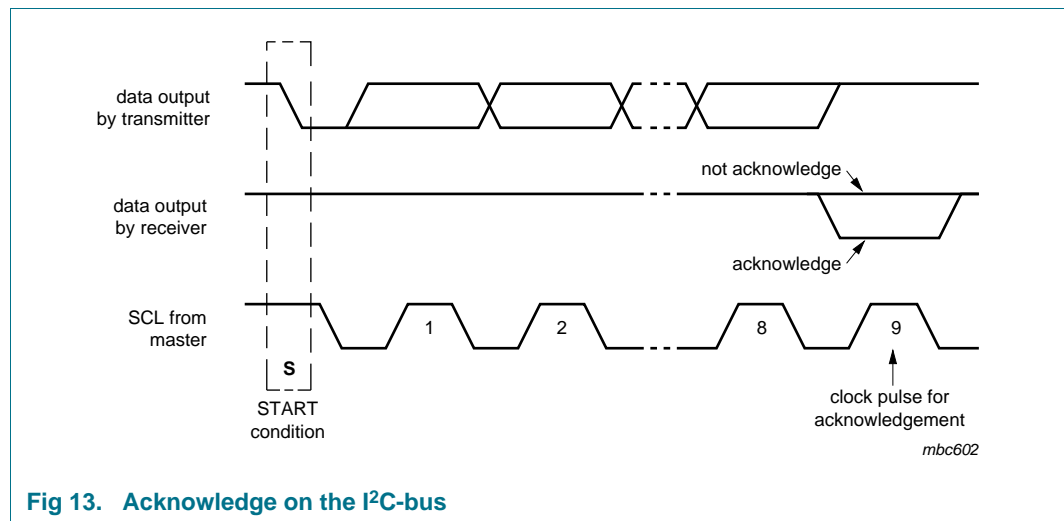 data output
by transmitter
not acknowledge
data output
by receiver
acknowledge
SCL from
master
1
2
8
9
S
START
condition
clock pulse for
acknowledgement
mbc602
Fig 13. Acknowledge on the I²C-bus